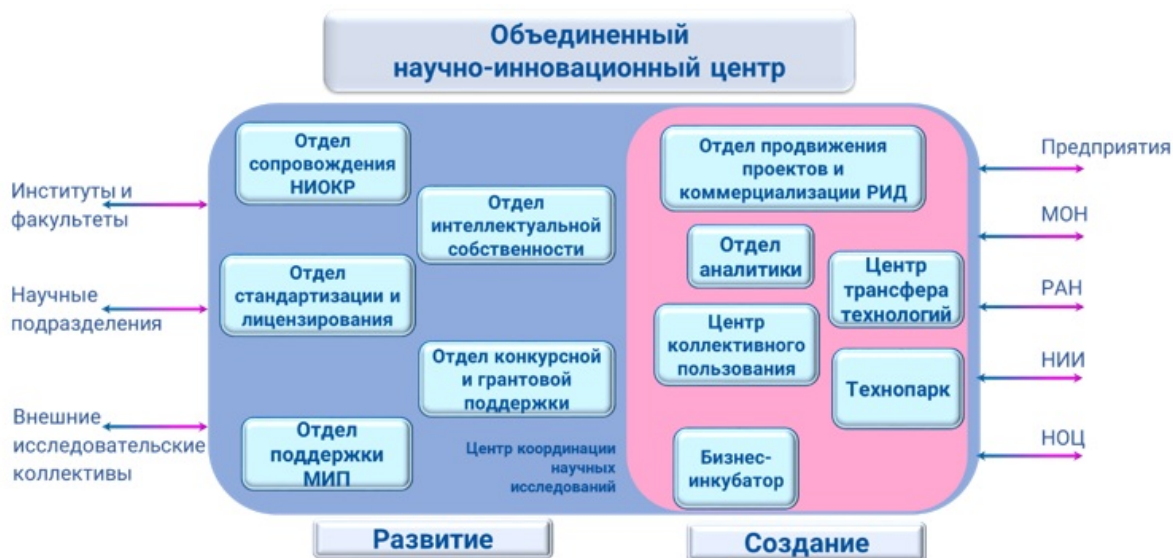 Объединенный
научно-инновационный центр
Институты и
факультеты
Научные
подразделения
Внешние
исследовательские
коллективы
Отдел
сопровождения
НИОКР
Отдел
интеллектуальной
собственности
Отдел
стандартизации и
лицензирования
Отдел конкурсной
и грантовой
поддержки
Отдел
поддержки
МИП
Центр координации
научных
исследований
Отдел продвижения
проектов и
коммерциализации РИД
Отдел
аналитики
Центр
трансфера
технологий
Центр
коллективного
пользования
Технопарк
Бизнес-
инкубатор
Предприятия
МОН
РАН
НИИ
НОЦ
Развитие
Создание